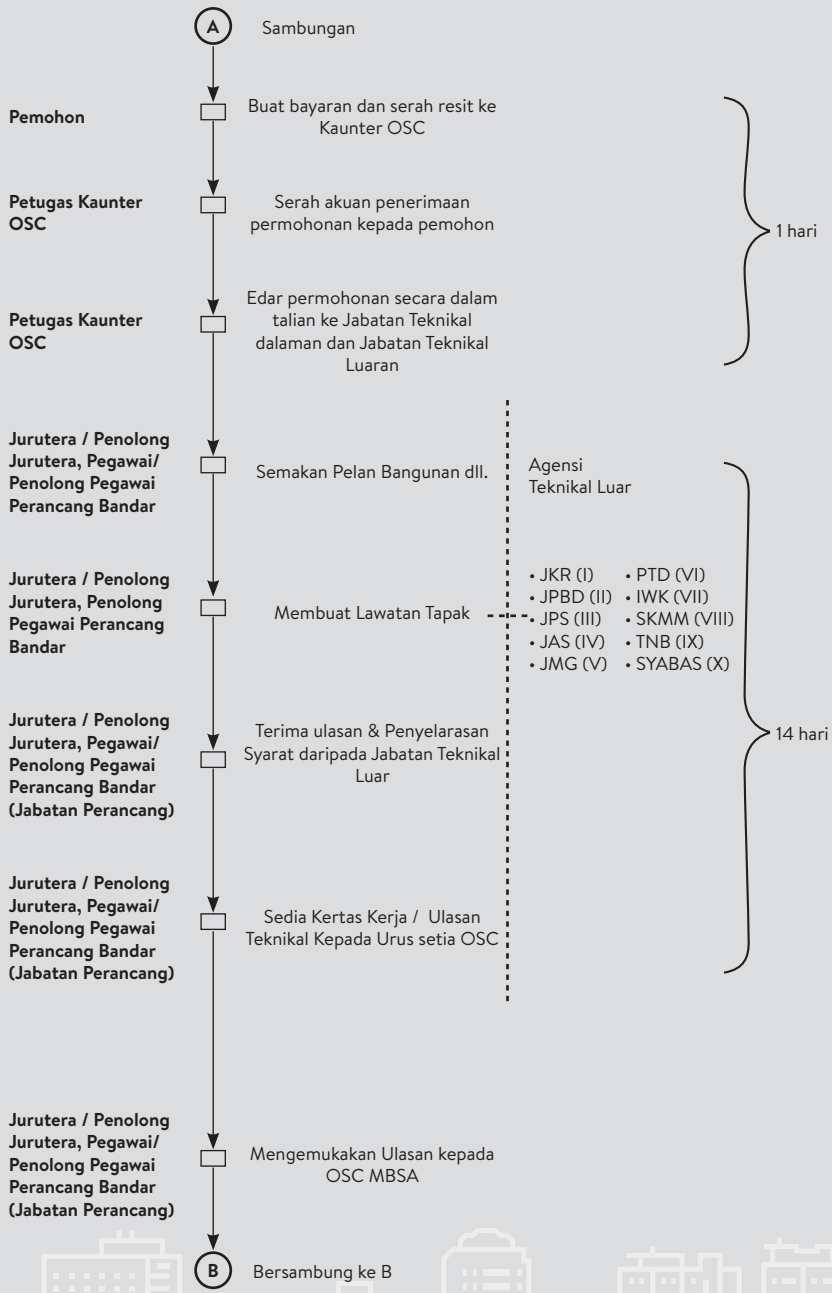 A
Sambungan
Pemohon
Buat bayaran dan serah resit ke
Kaunter OSC
Petugas Kaunter
OSC
Serah akuan penerimaan
permohonan kepada pemohon
1 hari
Petugas Kaunter
OSC
Edar permohonan secara dalam
talian ke Jabatan Teknikal
dalaman dan Jabatan Teknikal
Luaran
Jurutera / Penolong
Jurutera, Pegawai/
Penolong Pegawai
Perancang Bandar
Semakan Pelan Bangunan dll.
Agensi
Teknikal Luar
Jurutera / Penolong
Jurutera, Penolong
Pegawai Perancang
Bandar
Membuat Lawatan Tapak
• JKR (I)
• JPBD (II)
• JPS (III)
• JAS (IV)
• JMG (V)
• PTD (VI)
• IWK (VII)
• SKMM (VIII)
• TNB (IX)
• SYABAS (X)
Jurutera / Penolong
Jurutera, Pegawai/
Penolong Pegawai
Perancang Bandar
(Jabatan Perancang)
Terima ulasan & Penyelarasan
Syarat daripada Jabatan Teknikal
Luar
14 hari
Jurutera / Penolong
Jurutera, Pegawai/
Penolong Pegawai
Perancang Bandar
(Jabatan Perancang)
Sedia Kertas Kerja / Ulasan
Teknikal Kepada Urus setia OSC
Jurutera / Penolong
Jurutera, Pegawai/
Penolong Pegawai
Perancang Bandar
(Jabatan Perancang)
Mengemukakan Ulasan kepada
OSC MBSA
B
Bersambung ke B